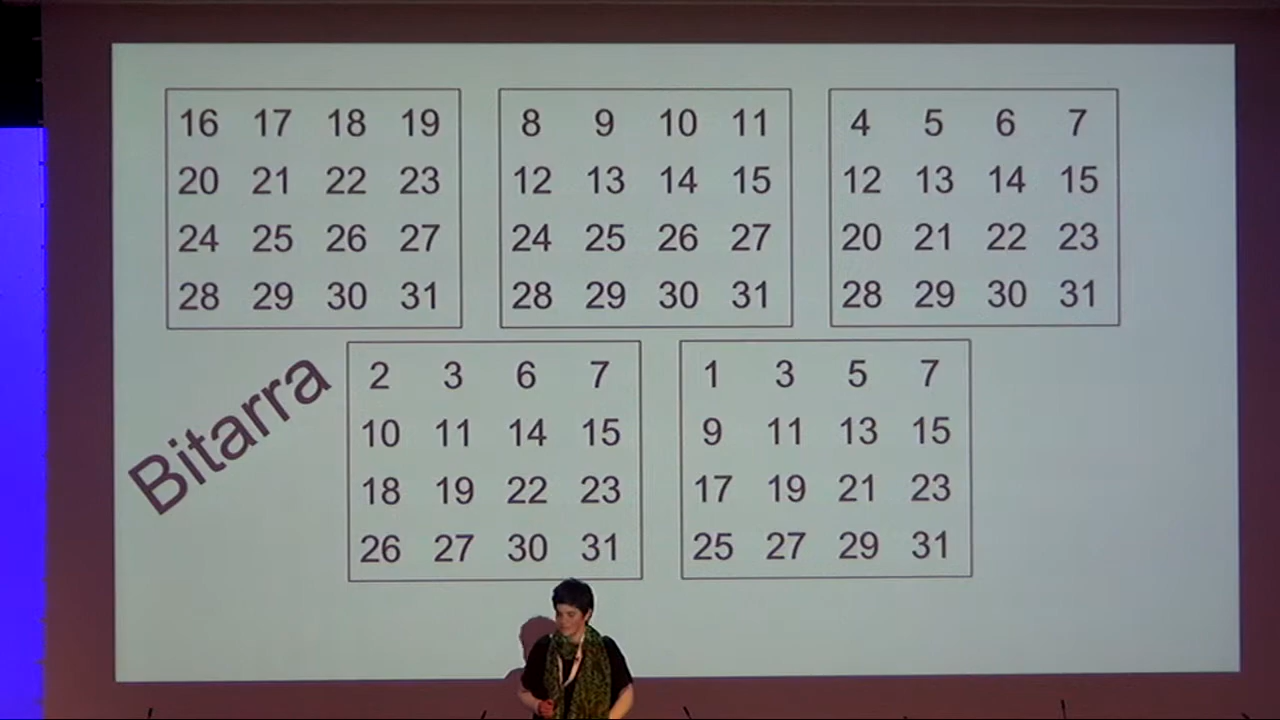 16 17 18 19
20 21 22 23
24 25 26 27
28 29 30 31
8 9 10 11
12 13 14 15
24 25 26 27
28 29 30 31
4 5 6 7
12 13 14 15
20 21 22 23
28 29 30 31
Bitarra
2 3 6 7
10 11 14 15
18 19 22 23
26 27 30 31
1 3 5 7
9 11 13 15
17 19 21 23
25 27 29 31